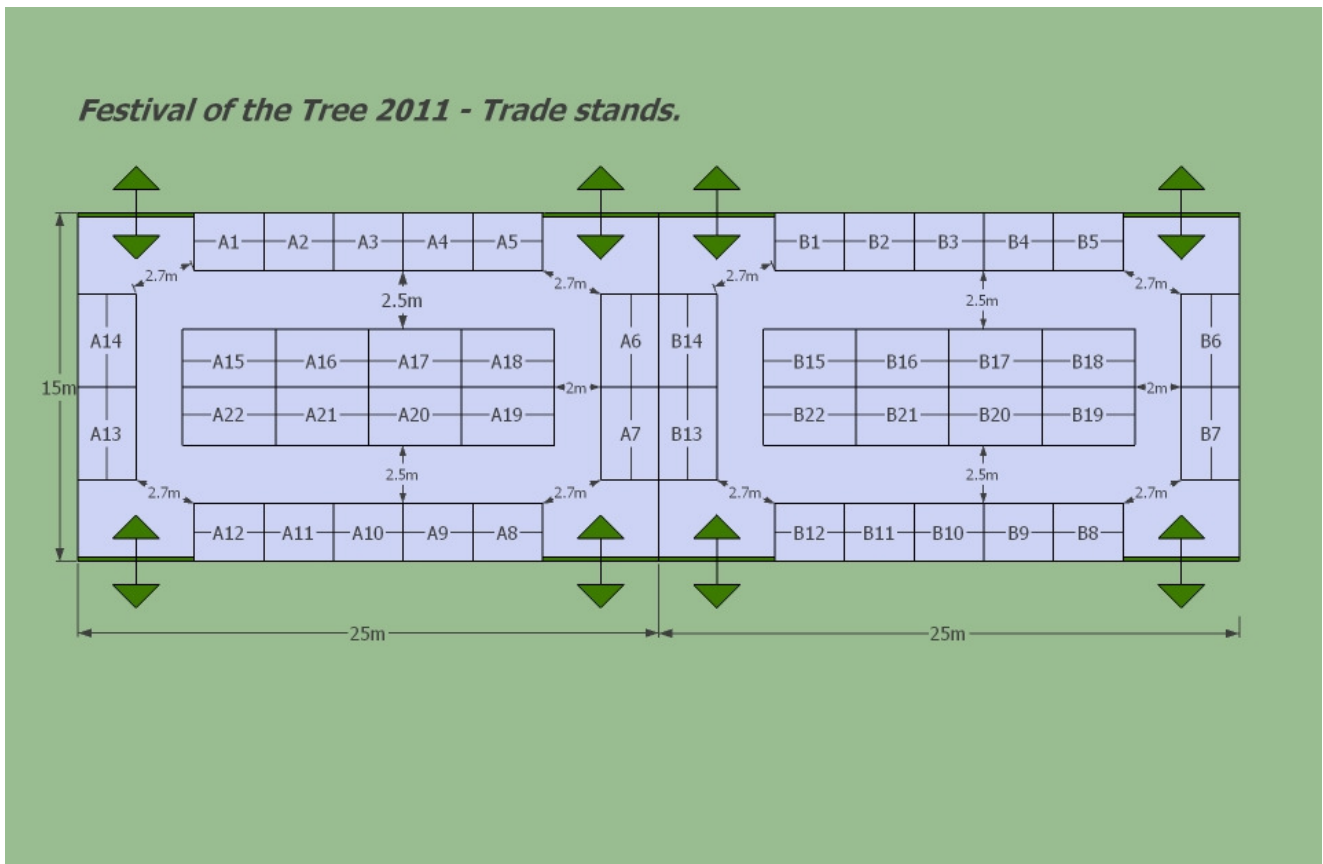 Festival of the Tree 2011 - Trade stands.
A1 A2 A3 A4 A5 B1 B2 B3 B4 B5
2.7m 2.7m 2.7m 2.7m
2.5m 2.5m
A14 A6 B14 B6
A15 A16 A17 A18 B15 B16 B17 B18
15m 2m 2m
A22 A21 A20 A19 B22 B21 B20 B19
A13 A7 B13 B7
2.5m 2.5m
2.7m 2.7m 2.7m 2.7m
A12 A11 A10 A9 A8 B12 B11 B10 B9 B8
25m 25m